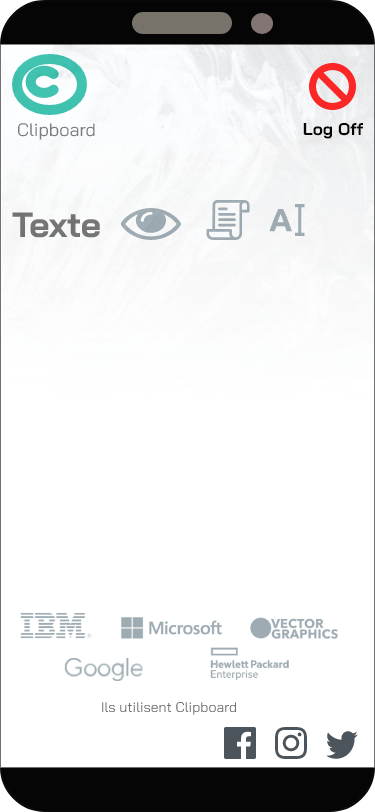 Clipboard
Log Off
Texte
A
IBM
Microsoft
VECTOR
GRAPHICS
Google
Hewlett Packard
Enterprise
Ils utilisent Clipboard